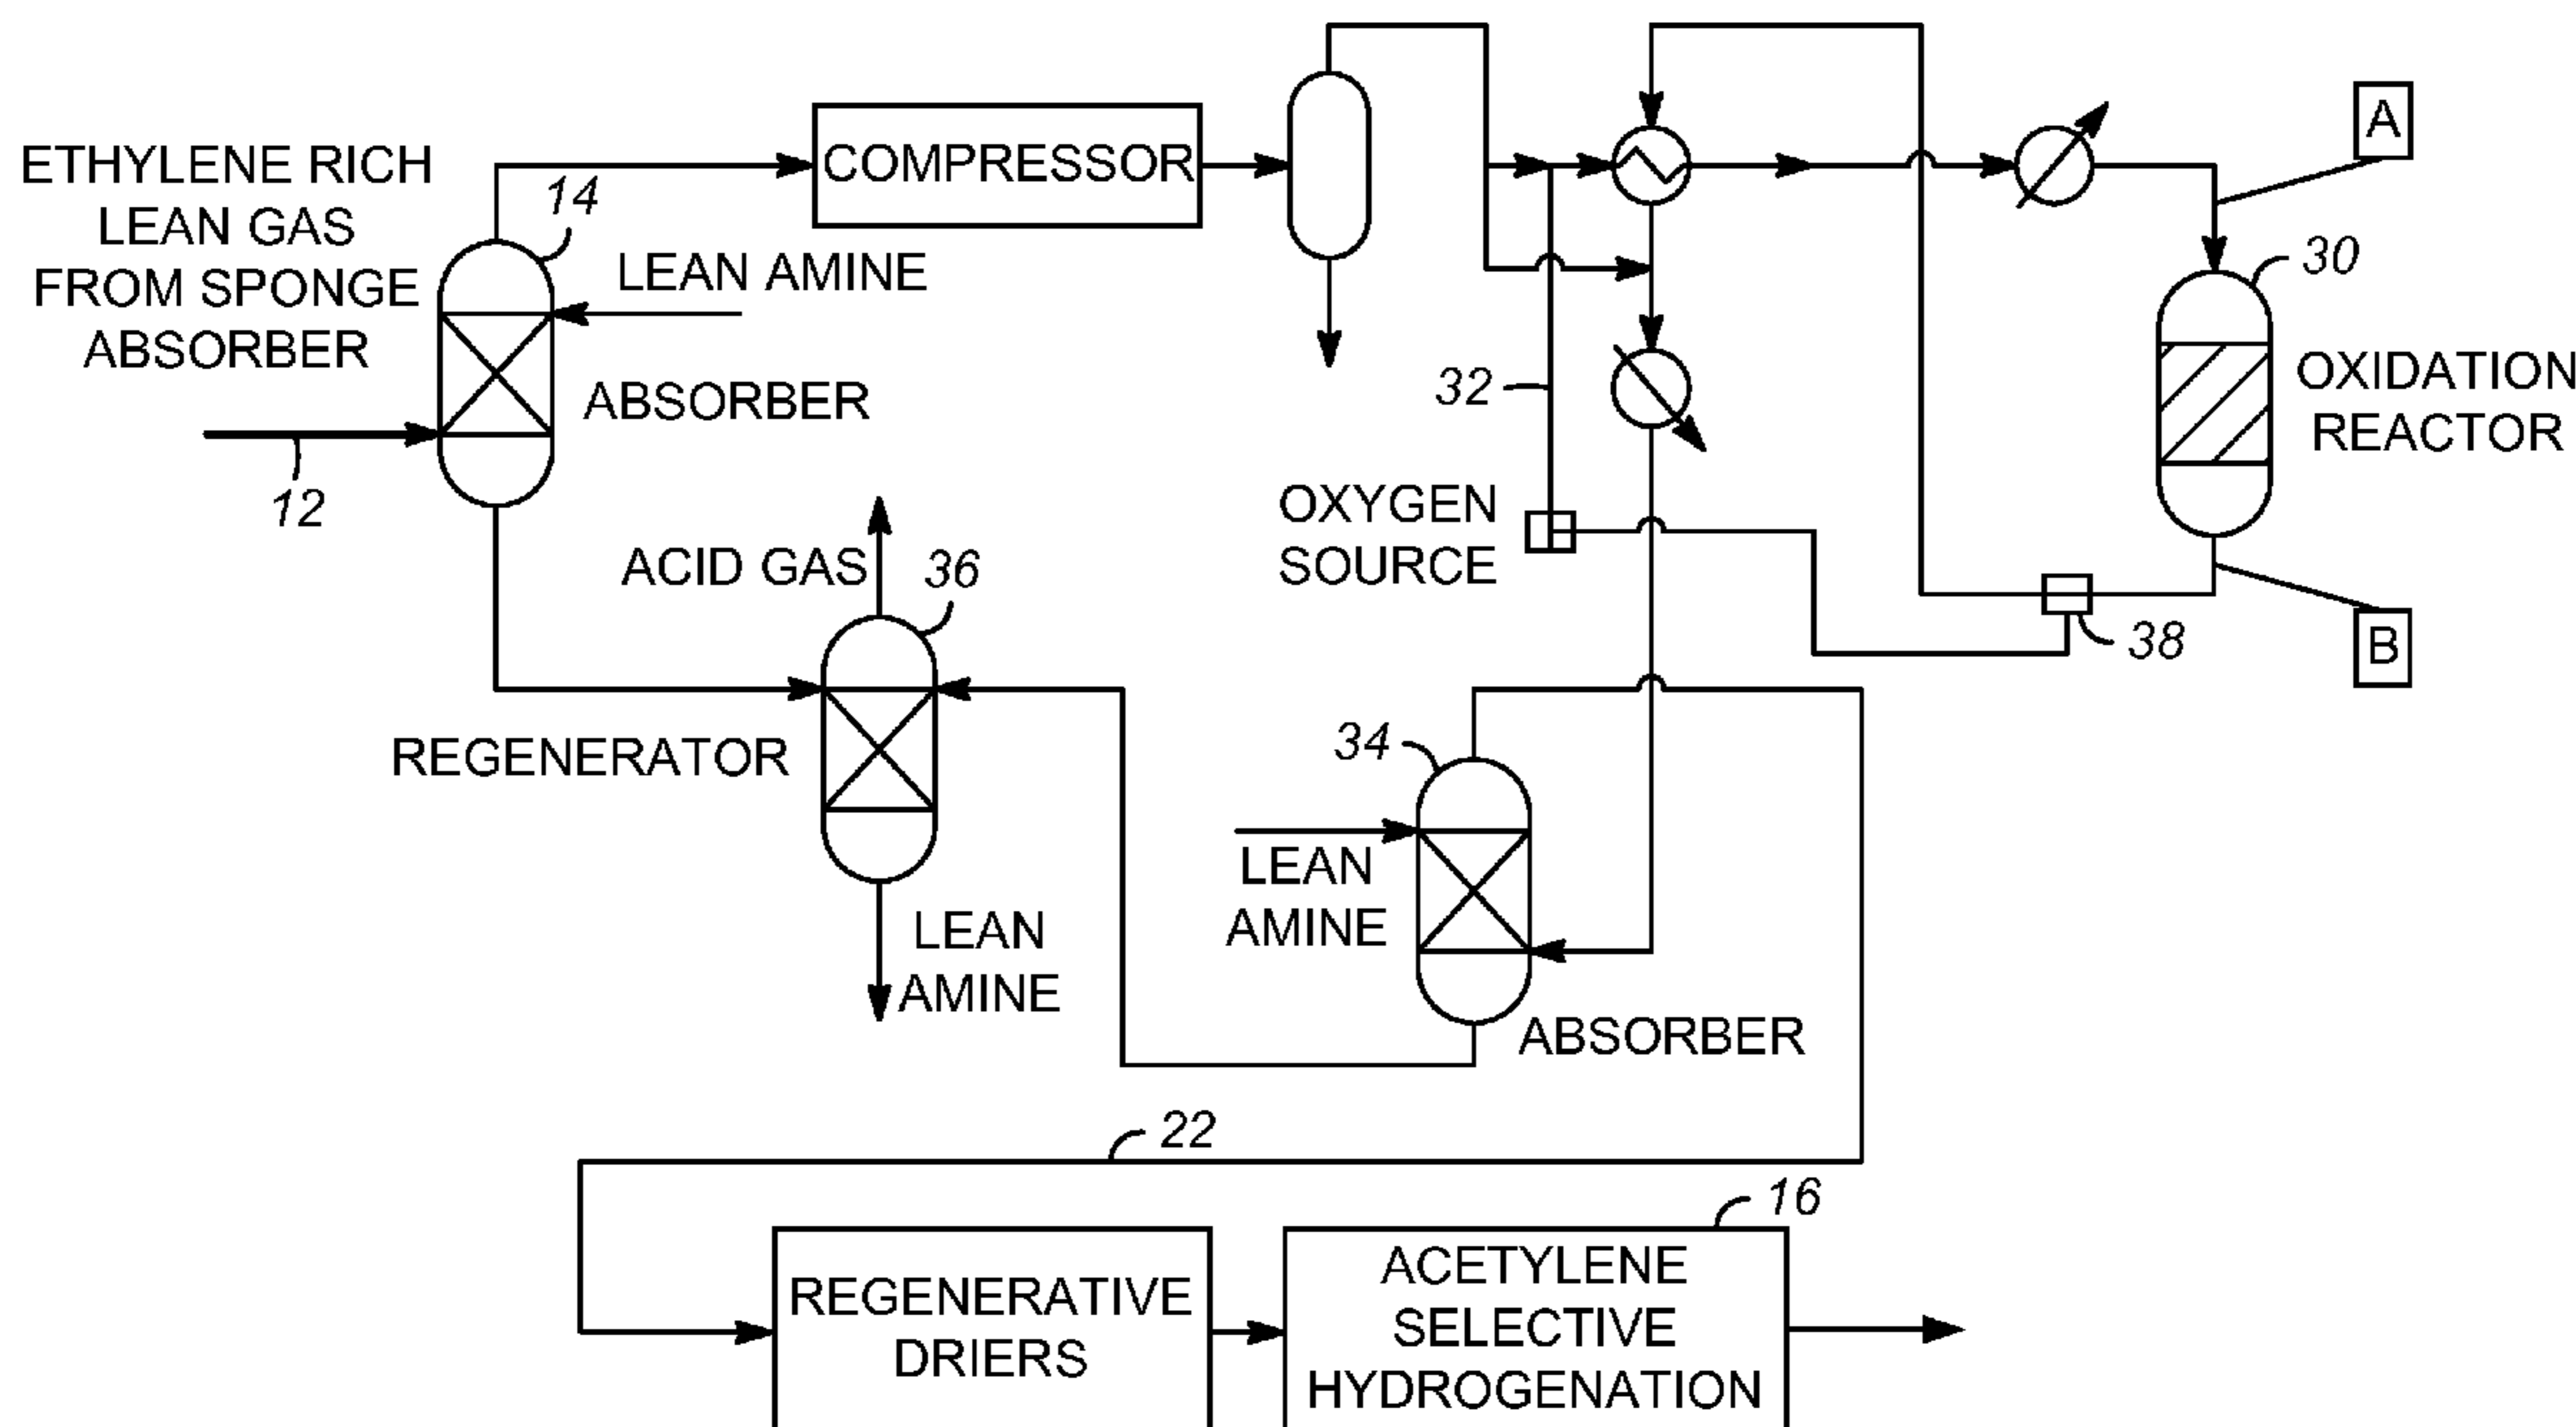 ETHYLENE RICH
LEAN GAS
FROM SPONGE
ABSORBER
12
14
LEAN AMINE
ABSORBER
COMPRESSOR
A
30
OXIDATION
REACTOR
32
OXYGEN
SOURCE
38
B
ACID GAS
36
REGENERATOR
LEAN
AMINE
34
LEAN
AMINE
ABSORBER
22
REGENERATIVE
DRIERS
16
ACETYLENE
SELECTIVE
HYDROGENATION